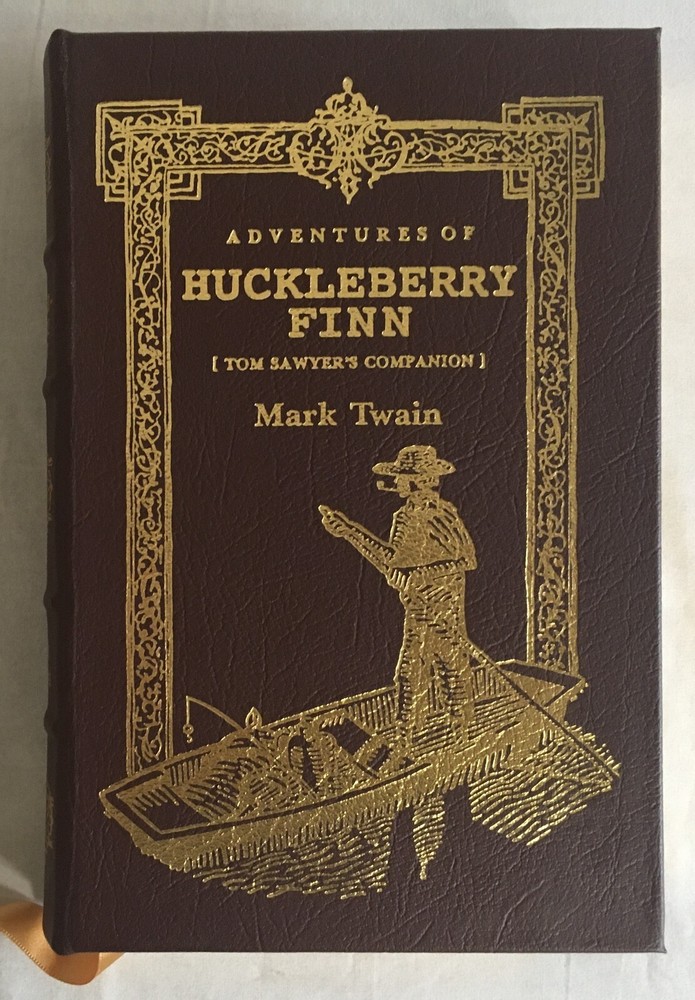 ADVENTURES OF
HUCKLEBERRY
FINN
[ TOM SAWYER'S COMPANION ]
Mark Twain